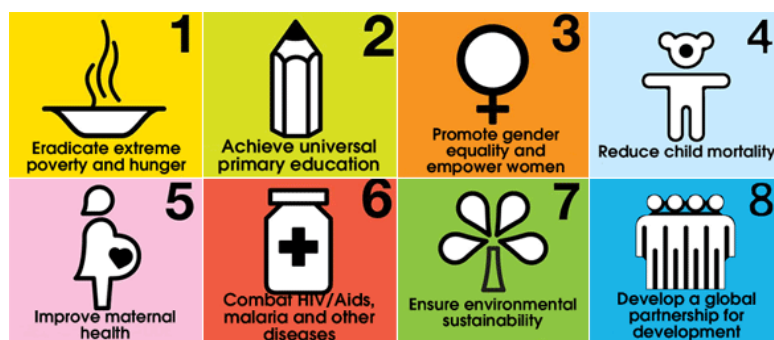 1
Eradicate extreme
poverty and hunger
2
Achieve universal
primary education
3
Promote gender
equality and
empower women
4
Reduce child mortality
5
Improve maternal
health
6
Combat HIV/Aids,
malaria and other
diseases
7
Ensure environmental
sustainability
8
Develop a global
partnership for
development